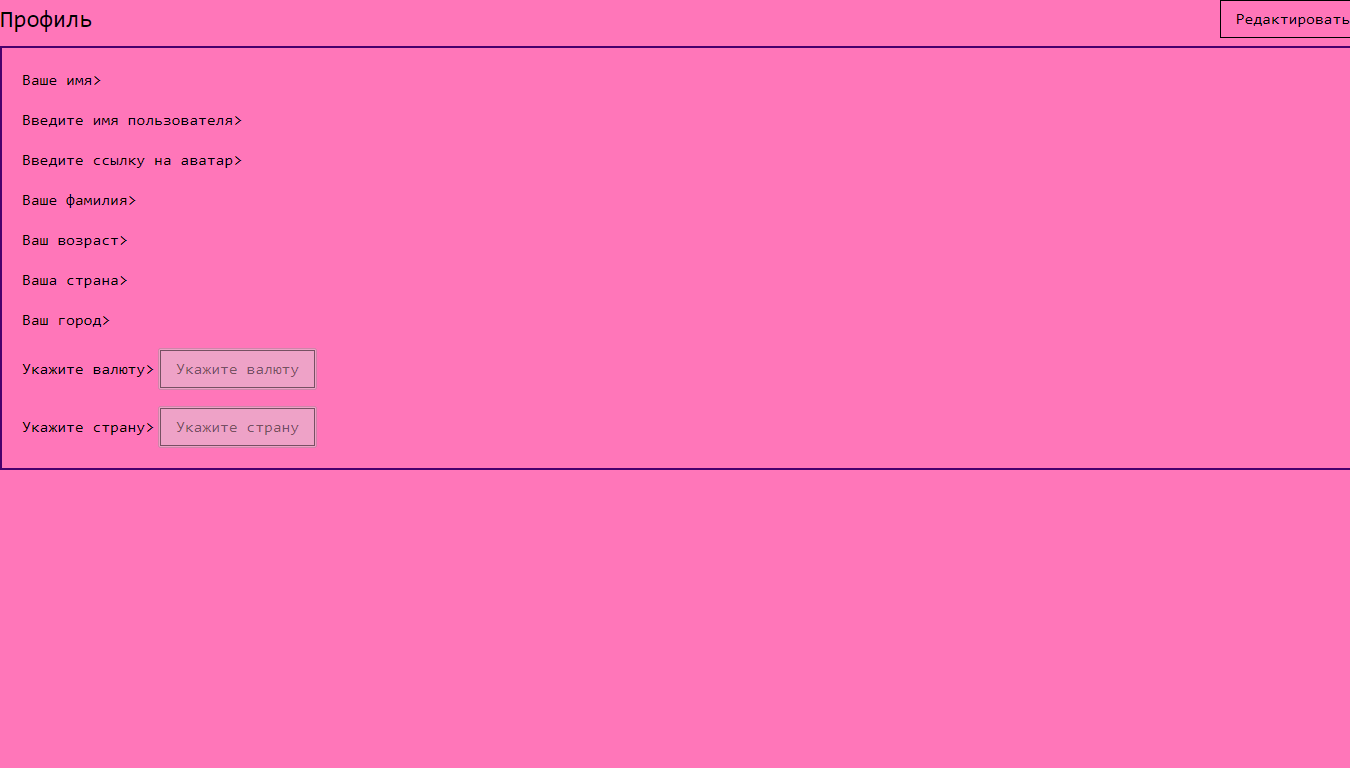 Профиль
Редактировать
Ваше имя>
Введите имя пользователя>
Введите ссылку на аватар>
Ваше фамилия>
Ваш возраст>
Ваша страна>
Ваш город>
Укажите валюту> Укажите валюту
Укажите страну> Укажите страну